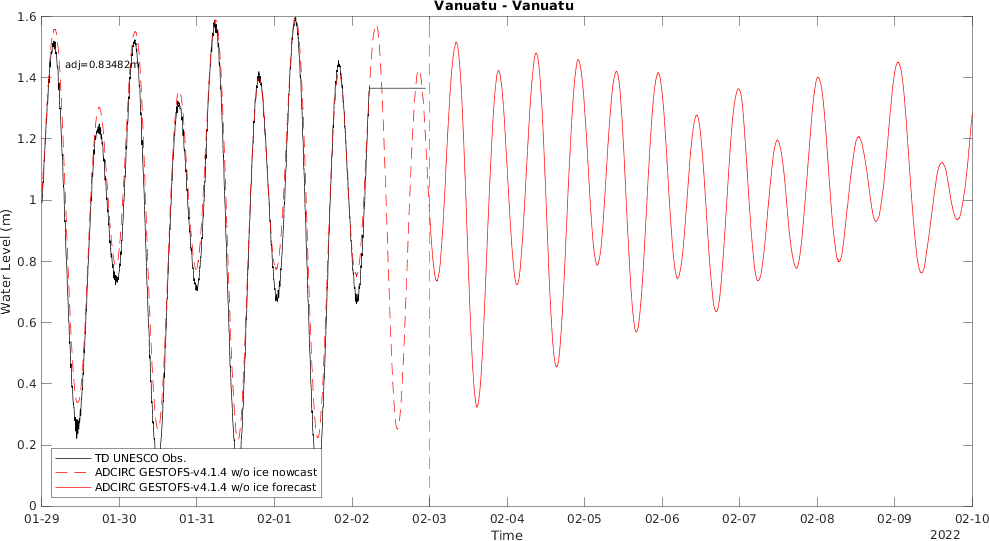 Vanuatu - Vanuatu
1.6
1.4
1.2
1
0.8
0.6
0.4
0.2
0
Water Level (m)
adj=0.83482m
TD UNESCO Obs.
ADCIRC GESTOFS-v4.1.4 w/o ice nowcast
ADCIRC GESTOFS-v4.1.4 w/o ice forecast
01-29 01-30 01-31 02-01 02-02 02-03 02-04 02-05 02-06 02-07 02-08 02-09 02-10
Time
2022